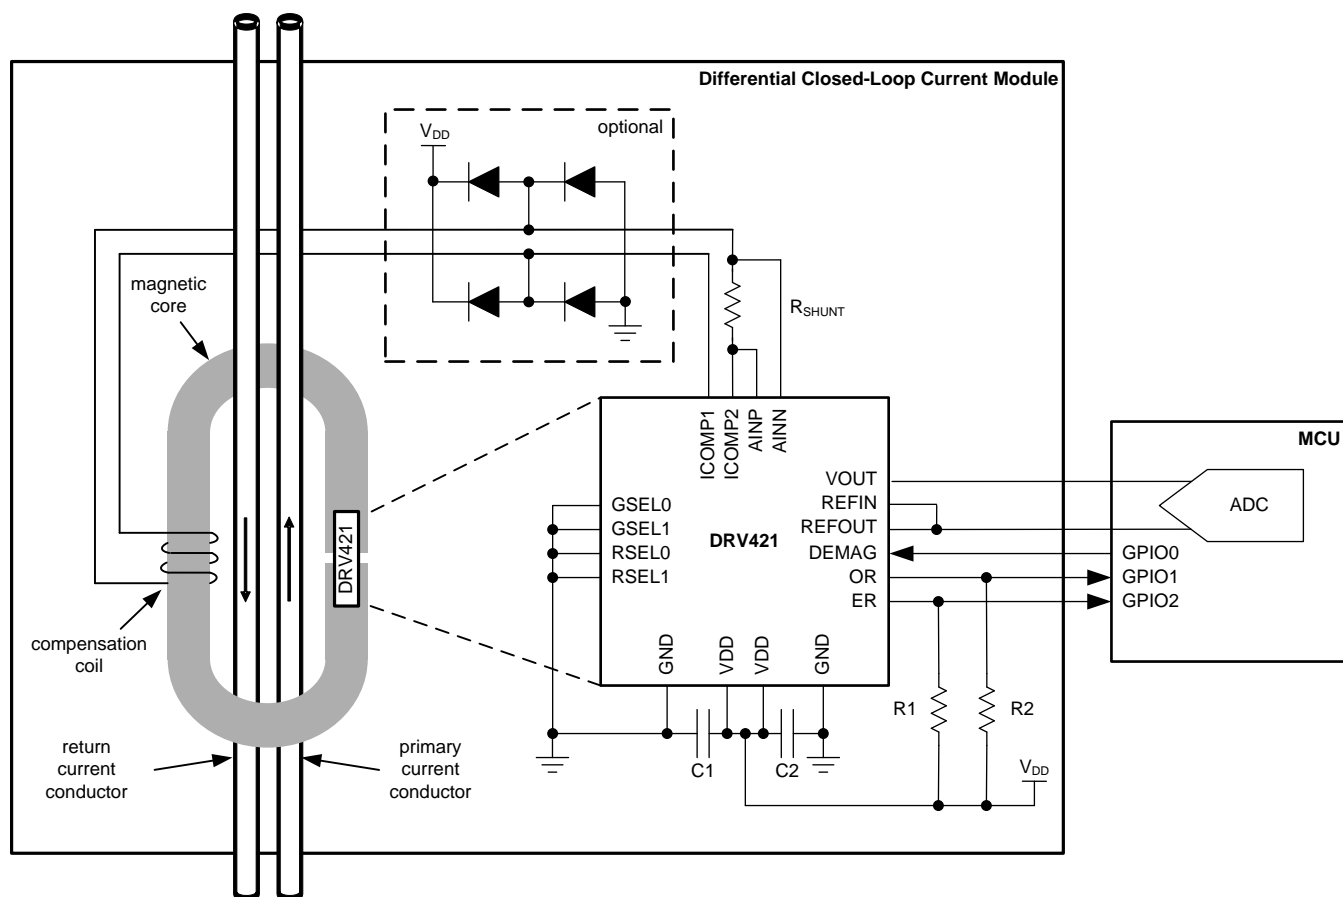 Differential Closed-Loop Current Module
optional
VDD
magnetic
core
RSHUNT
ICOMP1
ICOMP2
AINP
AINN
MCU
VOUT
REFIN
REFOUT
DEMAG
OR
ER
GSEL0
GSEL1
RSEL0
RSEL1
DRV421
GND
VDD
VDD
GND
ADC
GPIO0
GPIO1
GPIO2
DRV421
compensation
coil
R1
R2
C1
C2
VDD
return
current
conductor
primary
current
conductor